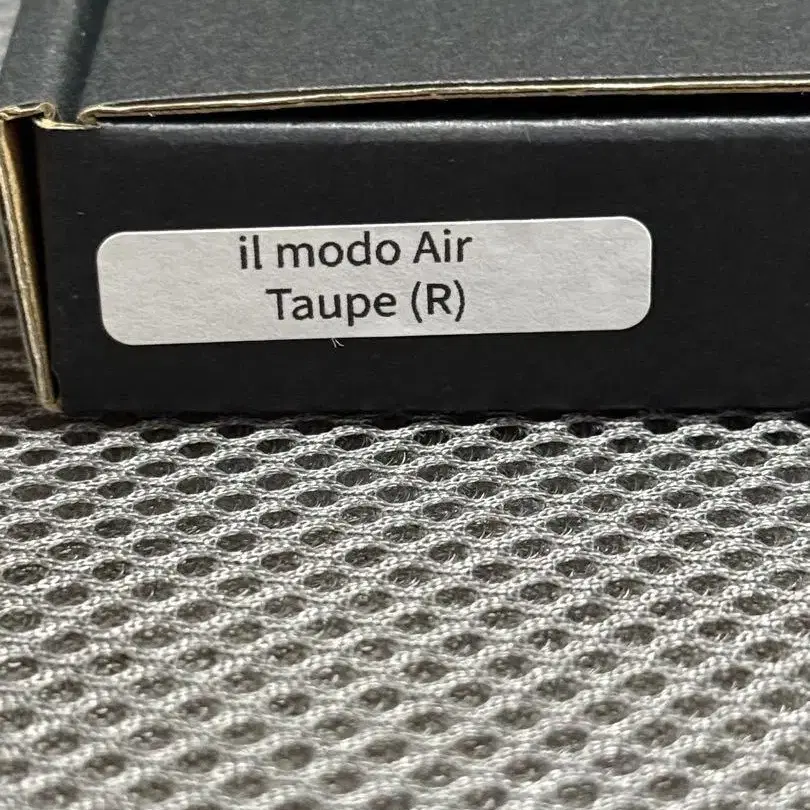 il modo Air
Taupe (R)